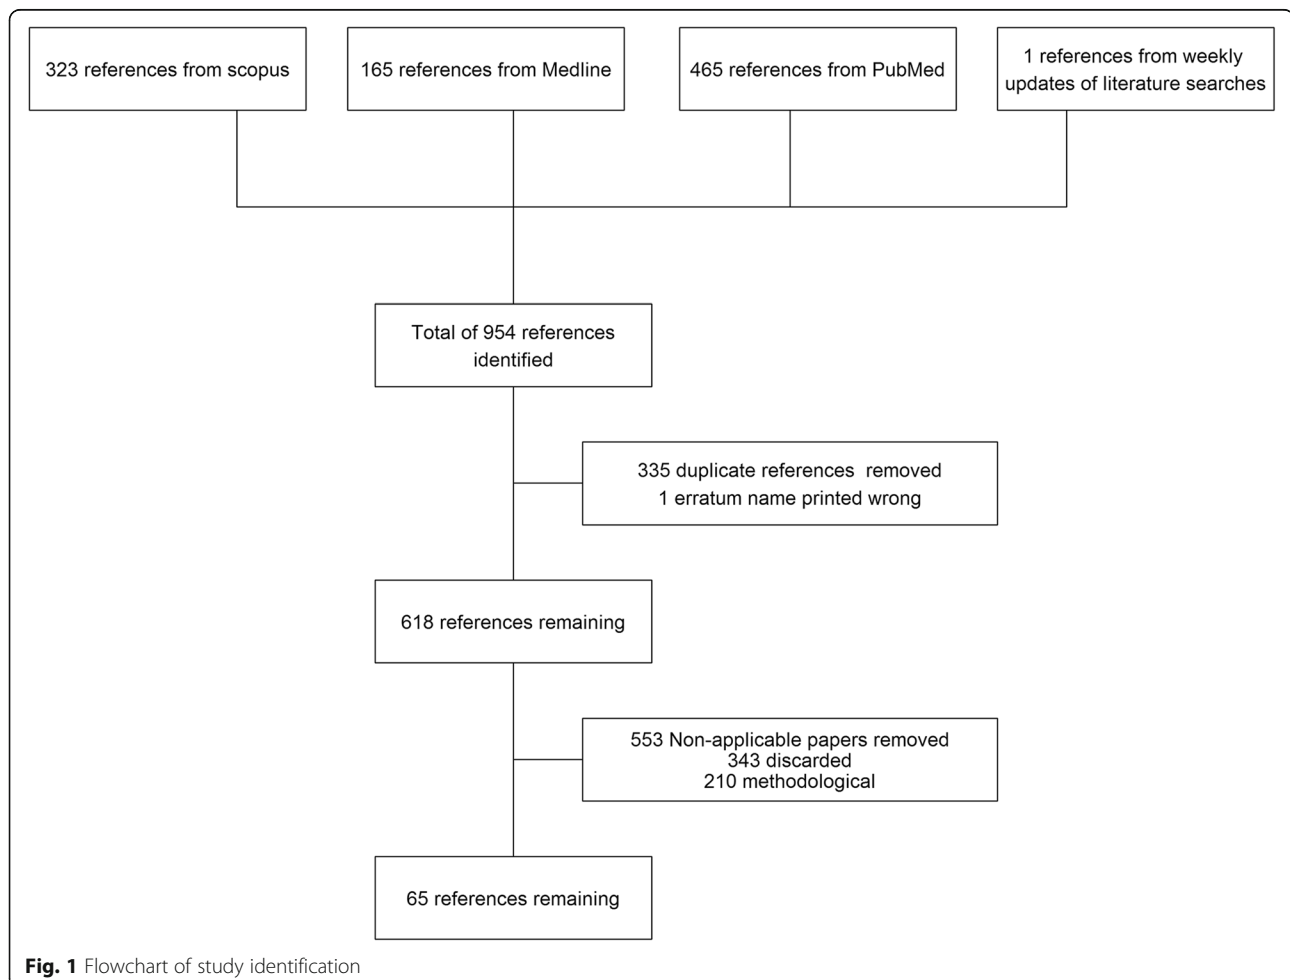 323 references from scopus
165 references from Medline
465 references from PubMed
1 references from weekly
updates of literature searches
Total of 954 references
identified
335 duplicate references removed
1 erratum name printed wrong
618 references remaining
553 Non-applicable papers removed
343 discarded
210 methodological
65 references remaining
Fig. 1 Flowchart of study identification